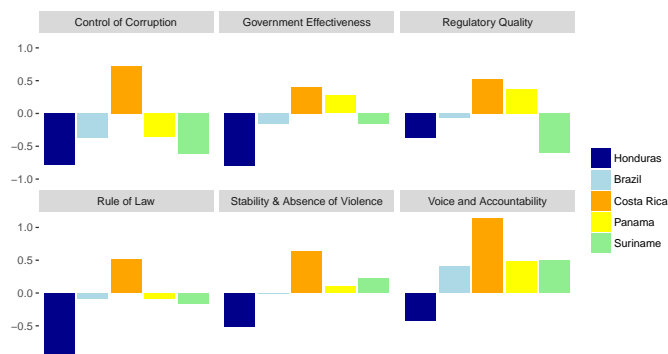 Control of Corruption Government Effectiveness Regulatory Quality
1.0
0.5
0.0
−0.5
−1.0
Rule of Law Stability & Absence of Violence Voice and Accountability
1.0
0.5
0.0
−0.5
Honduras
Brazil
Costa Rica
Panama
Suriname